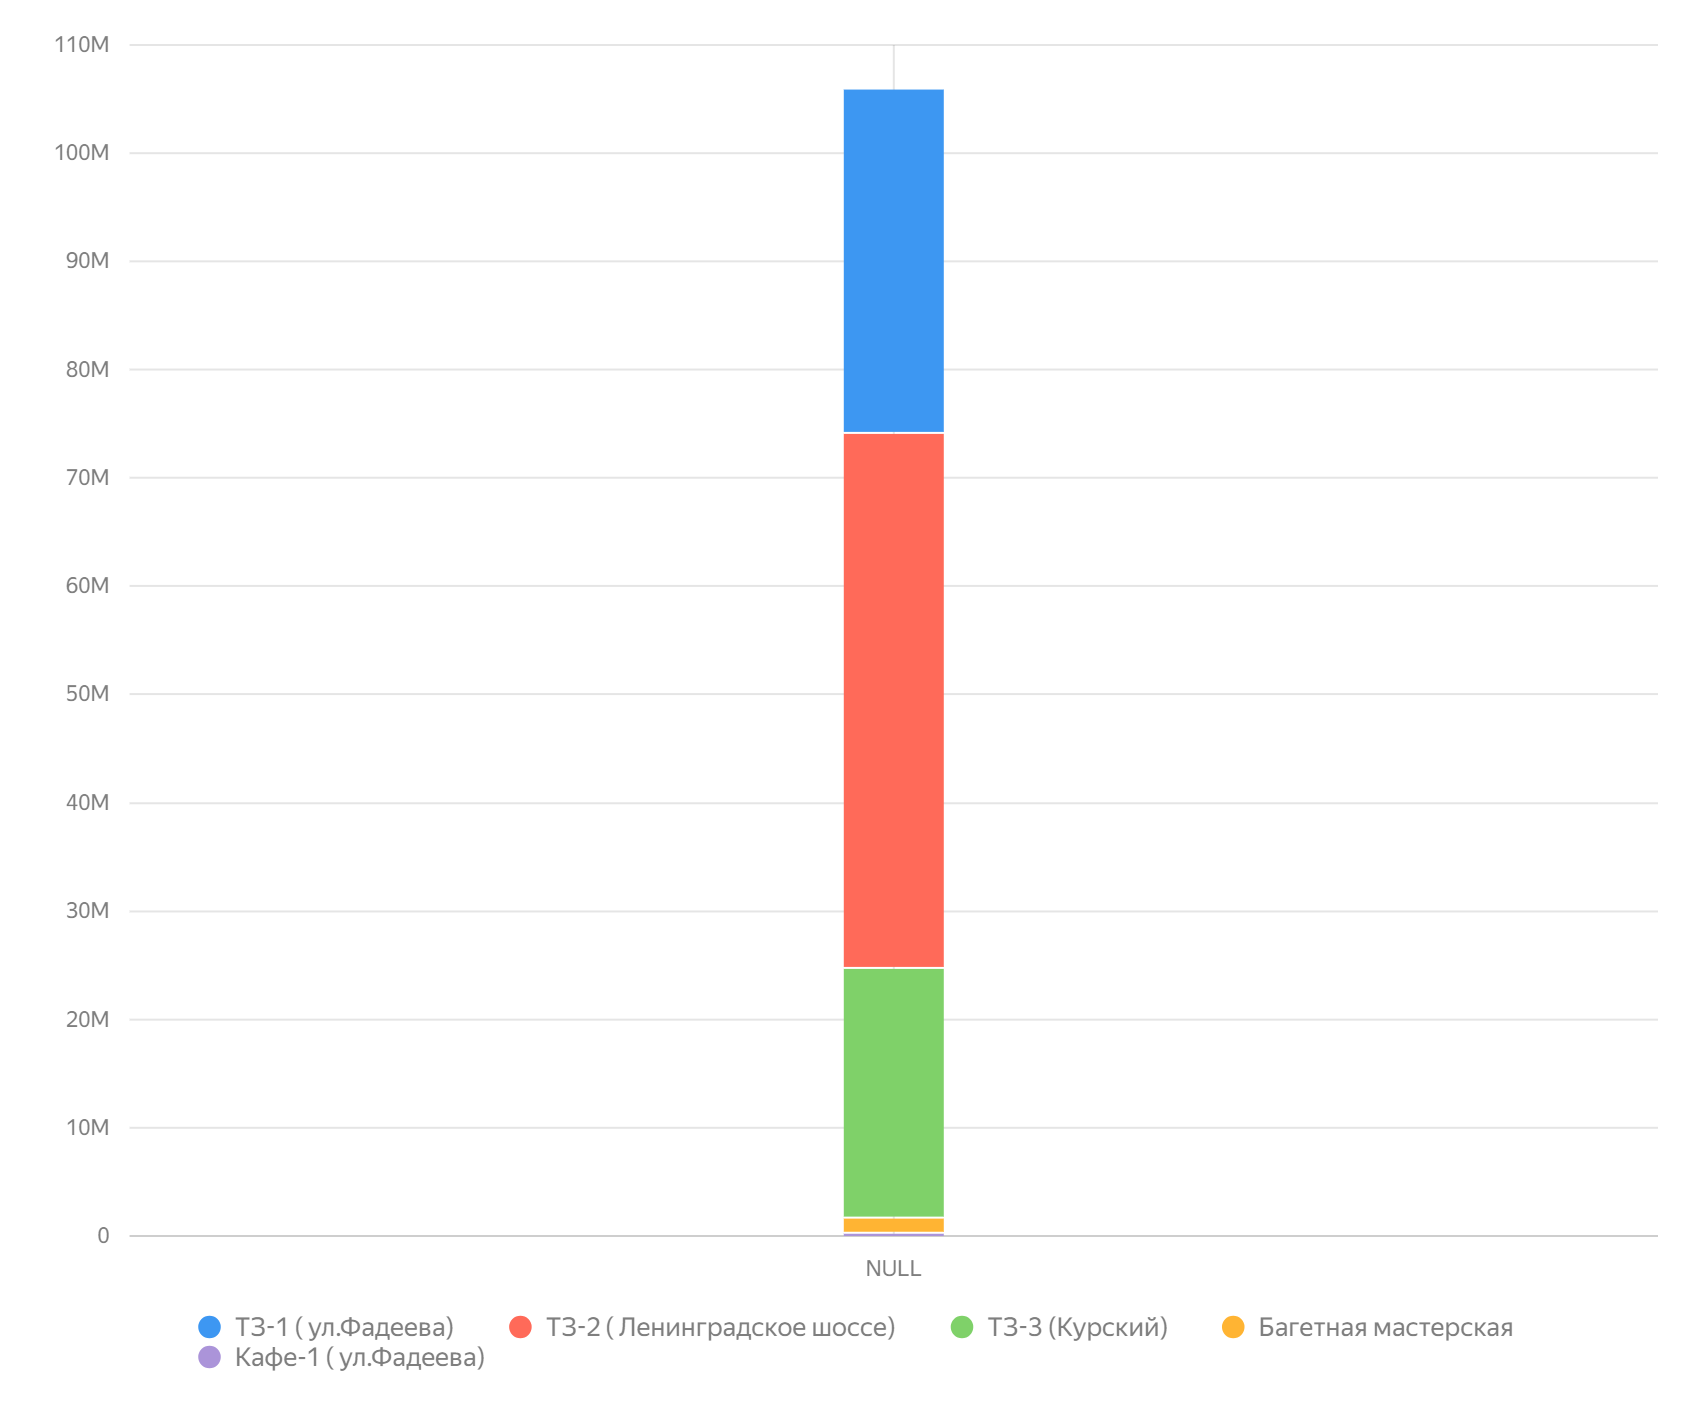 110M
100M
90M
80M
70M
60M
50M
40M
30M
20M
10M
0
NULL
ТЗ-1 ( ул.Фадеева) ТЗ-2 ( Ленинградское шоссе) ТЗ-3 (Курский) Багетная мастерская
Кафе-1 ( ул.Фадеева)